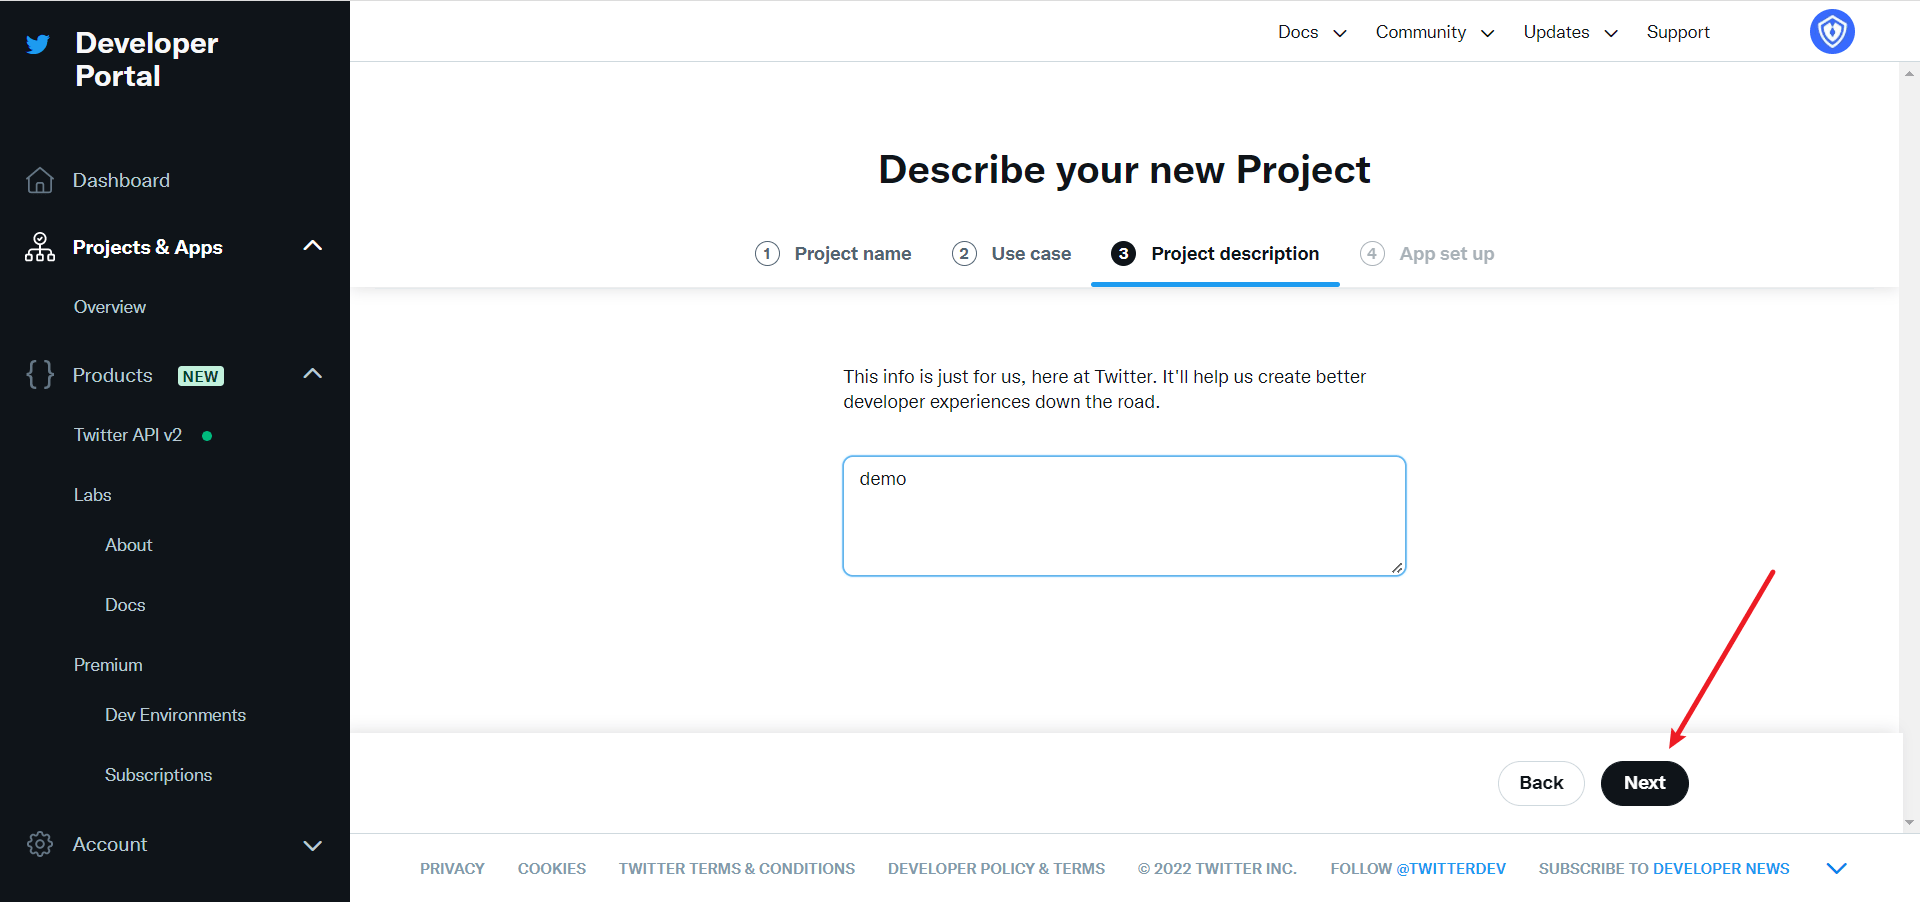 Developer
Portal
Dashboard
Projects & Apps
Overview
Products NEW
Twitter API v2
Labs
About
Docs
Premium
Dev Environments
Subscriptions
Account
Docs Community Updates Support
Describe your new Project
1 Project name 2 Use case 3 Project description 4 App set up
This info is just for us, here at Twitter. It'll help us create better
developer experiences down the road.
demo
Back Next
PRIVACY COOKIES TWITTER TERMS & CONDITIONS DEVELOPER POLICY & TERMS © 2022 TWITTER INC. FOLLOW @TWITTERDEV SUBSCRIBE TO DEVELOPER NEWS